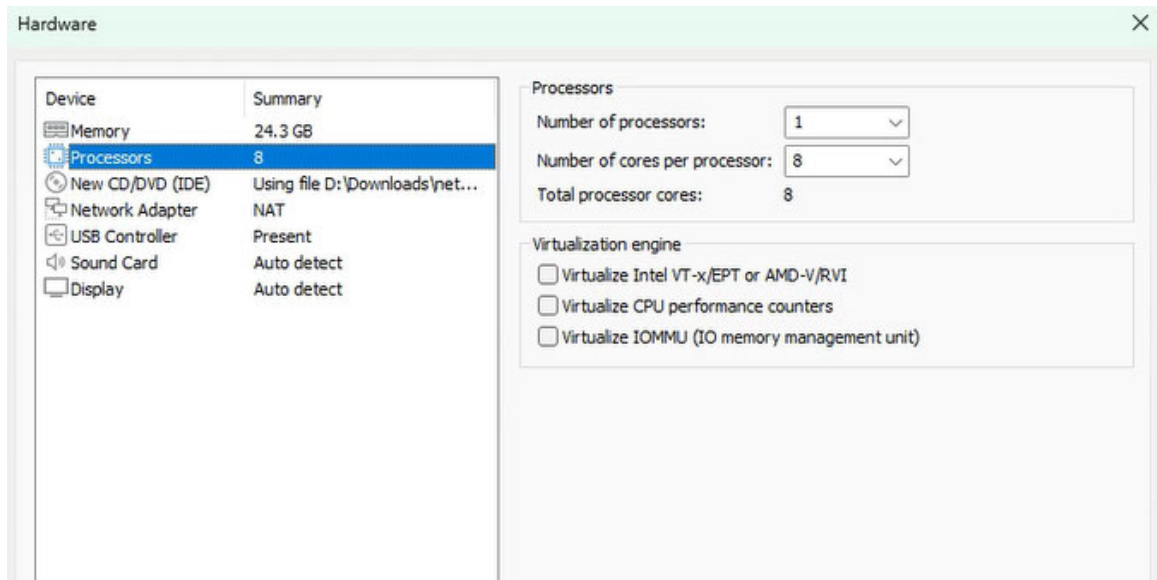 Hardware
Device Summary
Memory 24.3 GB
Processors 8
New CD/DVD (IDE) Using file D:\Downloads\net...
Network Adapter NAT
USB Controller Present
Sound Card Auto detect
Display Auto detect
Processors
Number of processors: 1
Number of cores per processor: 8
Total processor cores: 8
Virtualization engine
Virtualize Intel VT-x/EPT or AMD-V/RVI
Virtualize CPU performance counters
Virtualize IOMMU (IO memory management unit)